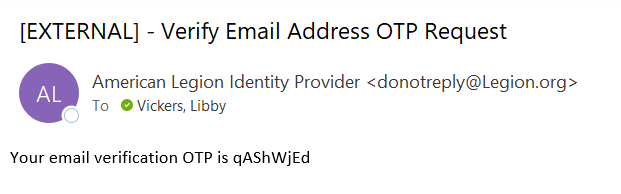 [EXTERNAL] - Verify Email Address OTP Request
AL
American Legion Identity Provider <donotreply@Legion.org>
To Vickers, Libby
Your email verification OTP is qAShWjEd